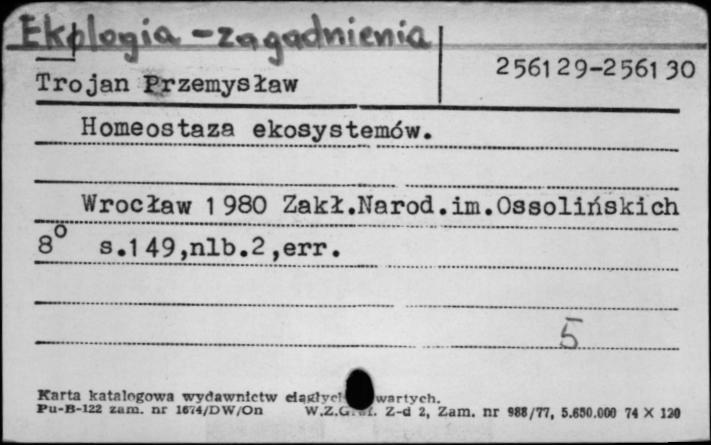 Ekologia - zagadnienia
256129-256130
Trojan Przemysław
Homeostaza ekosystemów.
Wrocław 1980 Zakł.Narod.im.Ossolińskich
8° s.149,nlb.2,err.
5
Karta katalogowa wydawnictw
Pu-B-122 zam. nr 1674/DW/On W.Z.Graf. Z-d 2, Zam. nr 988/77, 5.650.000 74 X 120